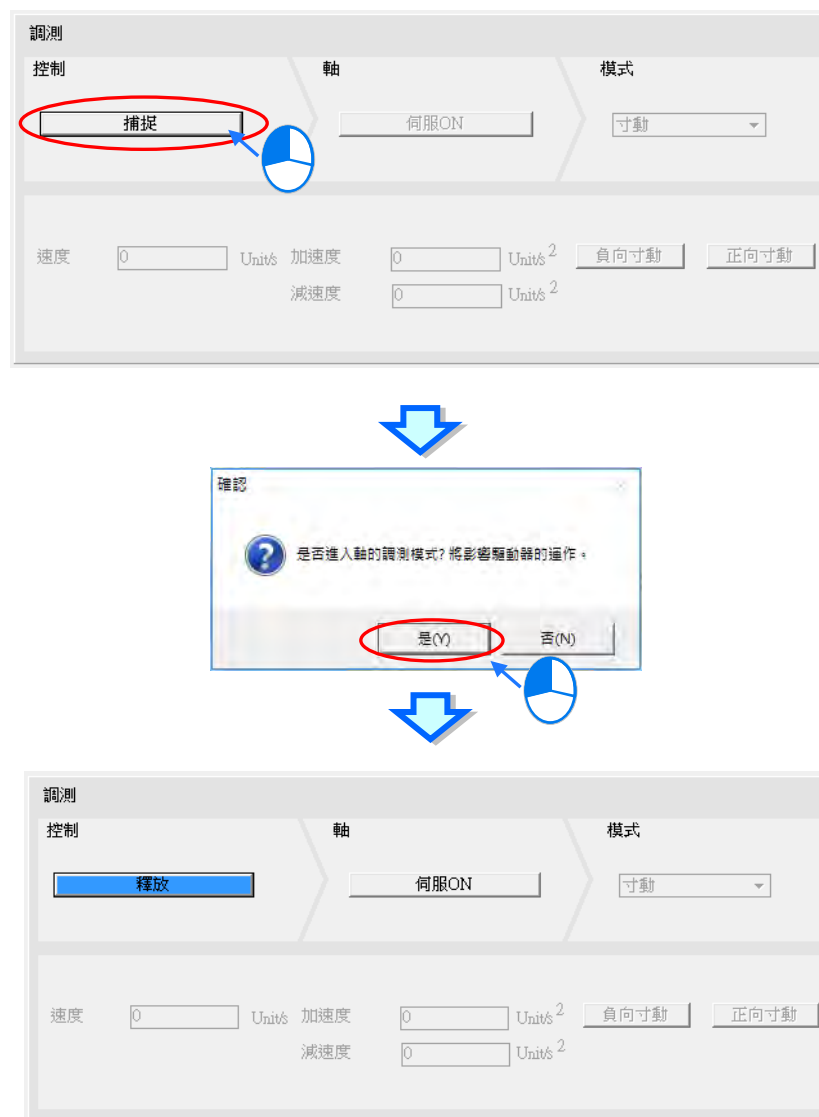 調測
控制 軸 模式
捕捉 伺服ON 寸動
速度 0 Unit/s 加速度 0 Unit/s 2 負向寸動 正向寸動
減速度 0 Unit/s 2
確認
是否進入軸的調測模式? 將影響驅動器的運作。
是(Y) 否(N)
調測
控制 軸 模式
釋放 伺服ON 寸動
速度 0 Unit/s 加速度 0 Unit/s 2 負向寸動 正向寸動
減速度 0 Unit/s 2